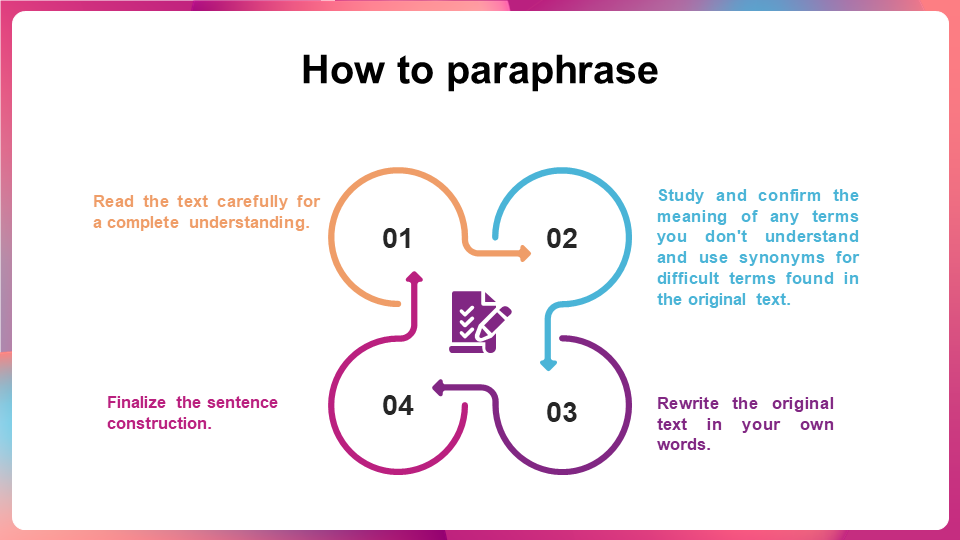 How to paraphrase
01
Read the text carefully for
a complete understanding.
02
Study and confirm the
meaning of any terms
you don't understand
and use synonyms for
difficult terms found in
the original text.
03
Rewrite the original
text in your own
words.
04
Finalize the sentence
construction.